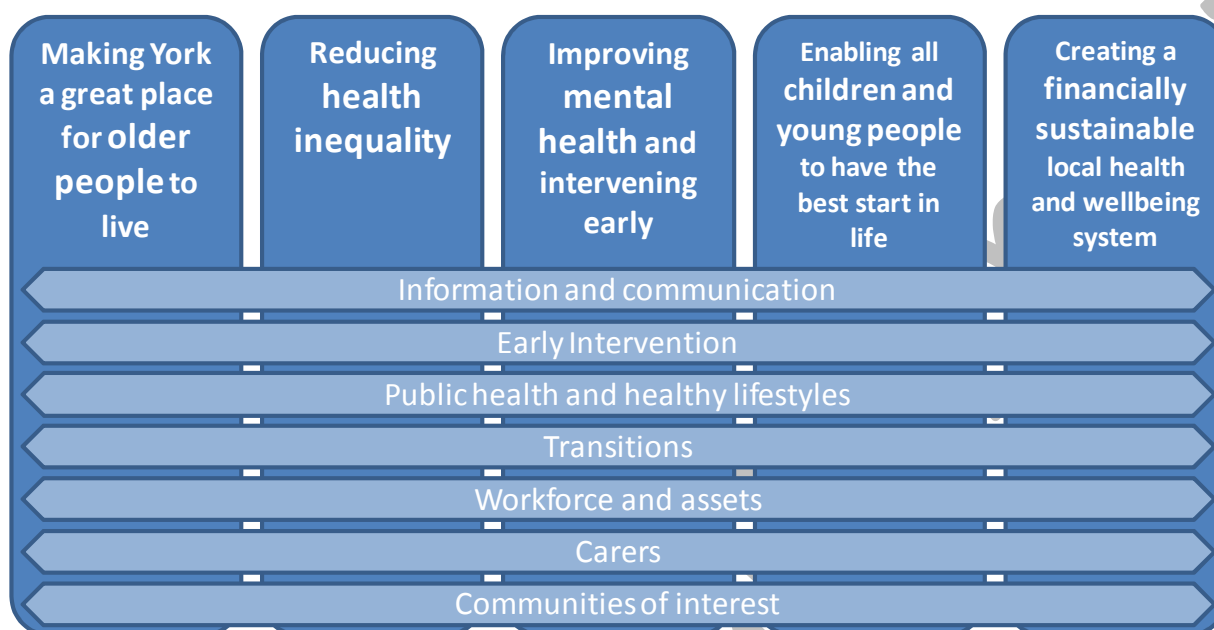 Making York
a great place
for older
people to
live
Reducing
health
inequality
Improving
mental
health and
intervening
early
Enabling all
children and
young people
to have the
best start in
life
Creating a
financially
sustainable
local health
and wellbeing
system
Information and communication
Early Intervention
Public health and healthy lifestyles
Transitions
Workforce and assets
Carers
Communities of interest